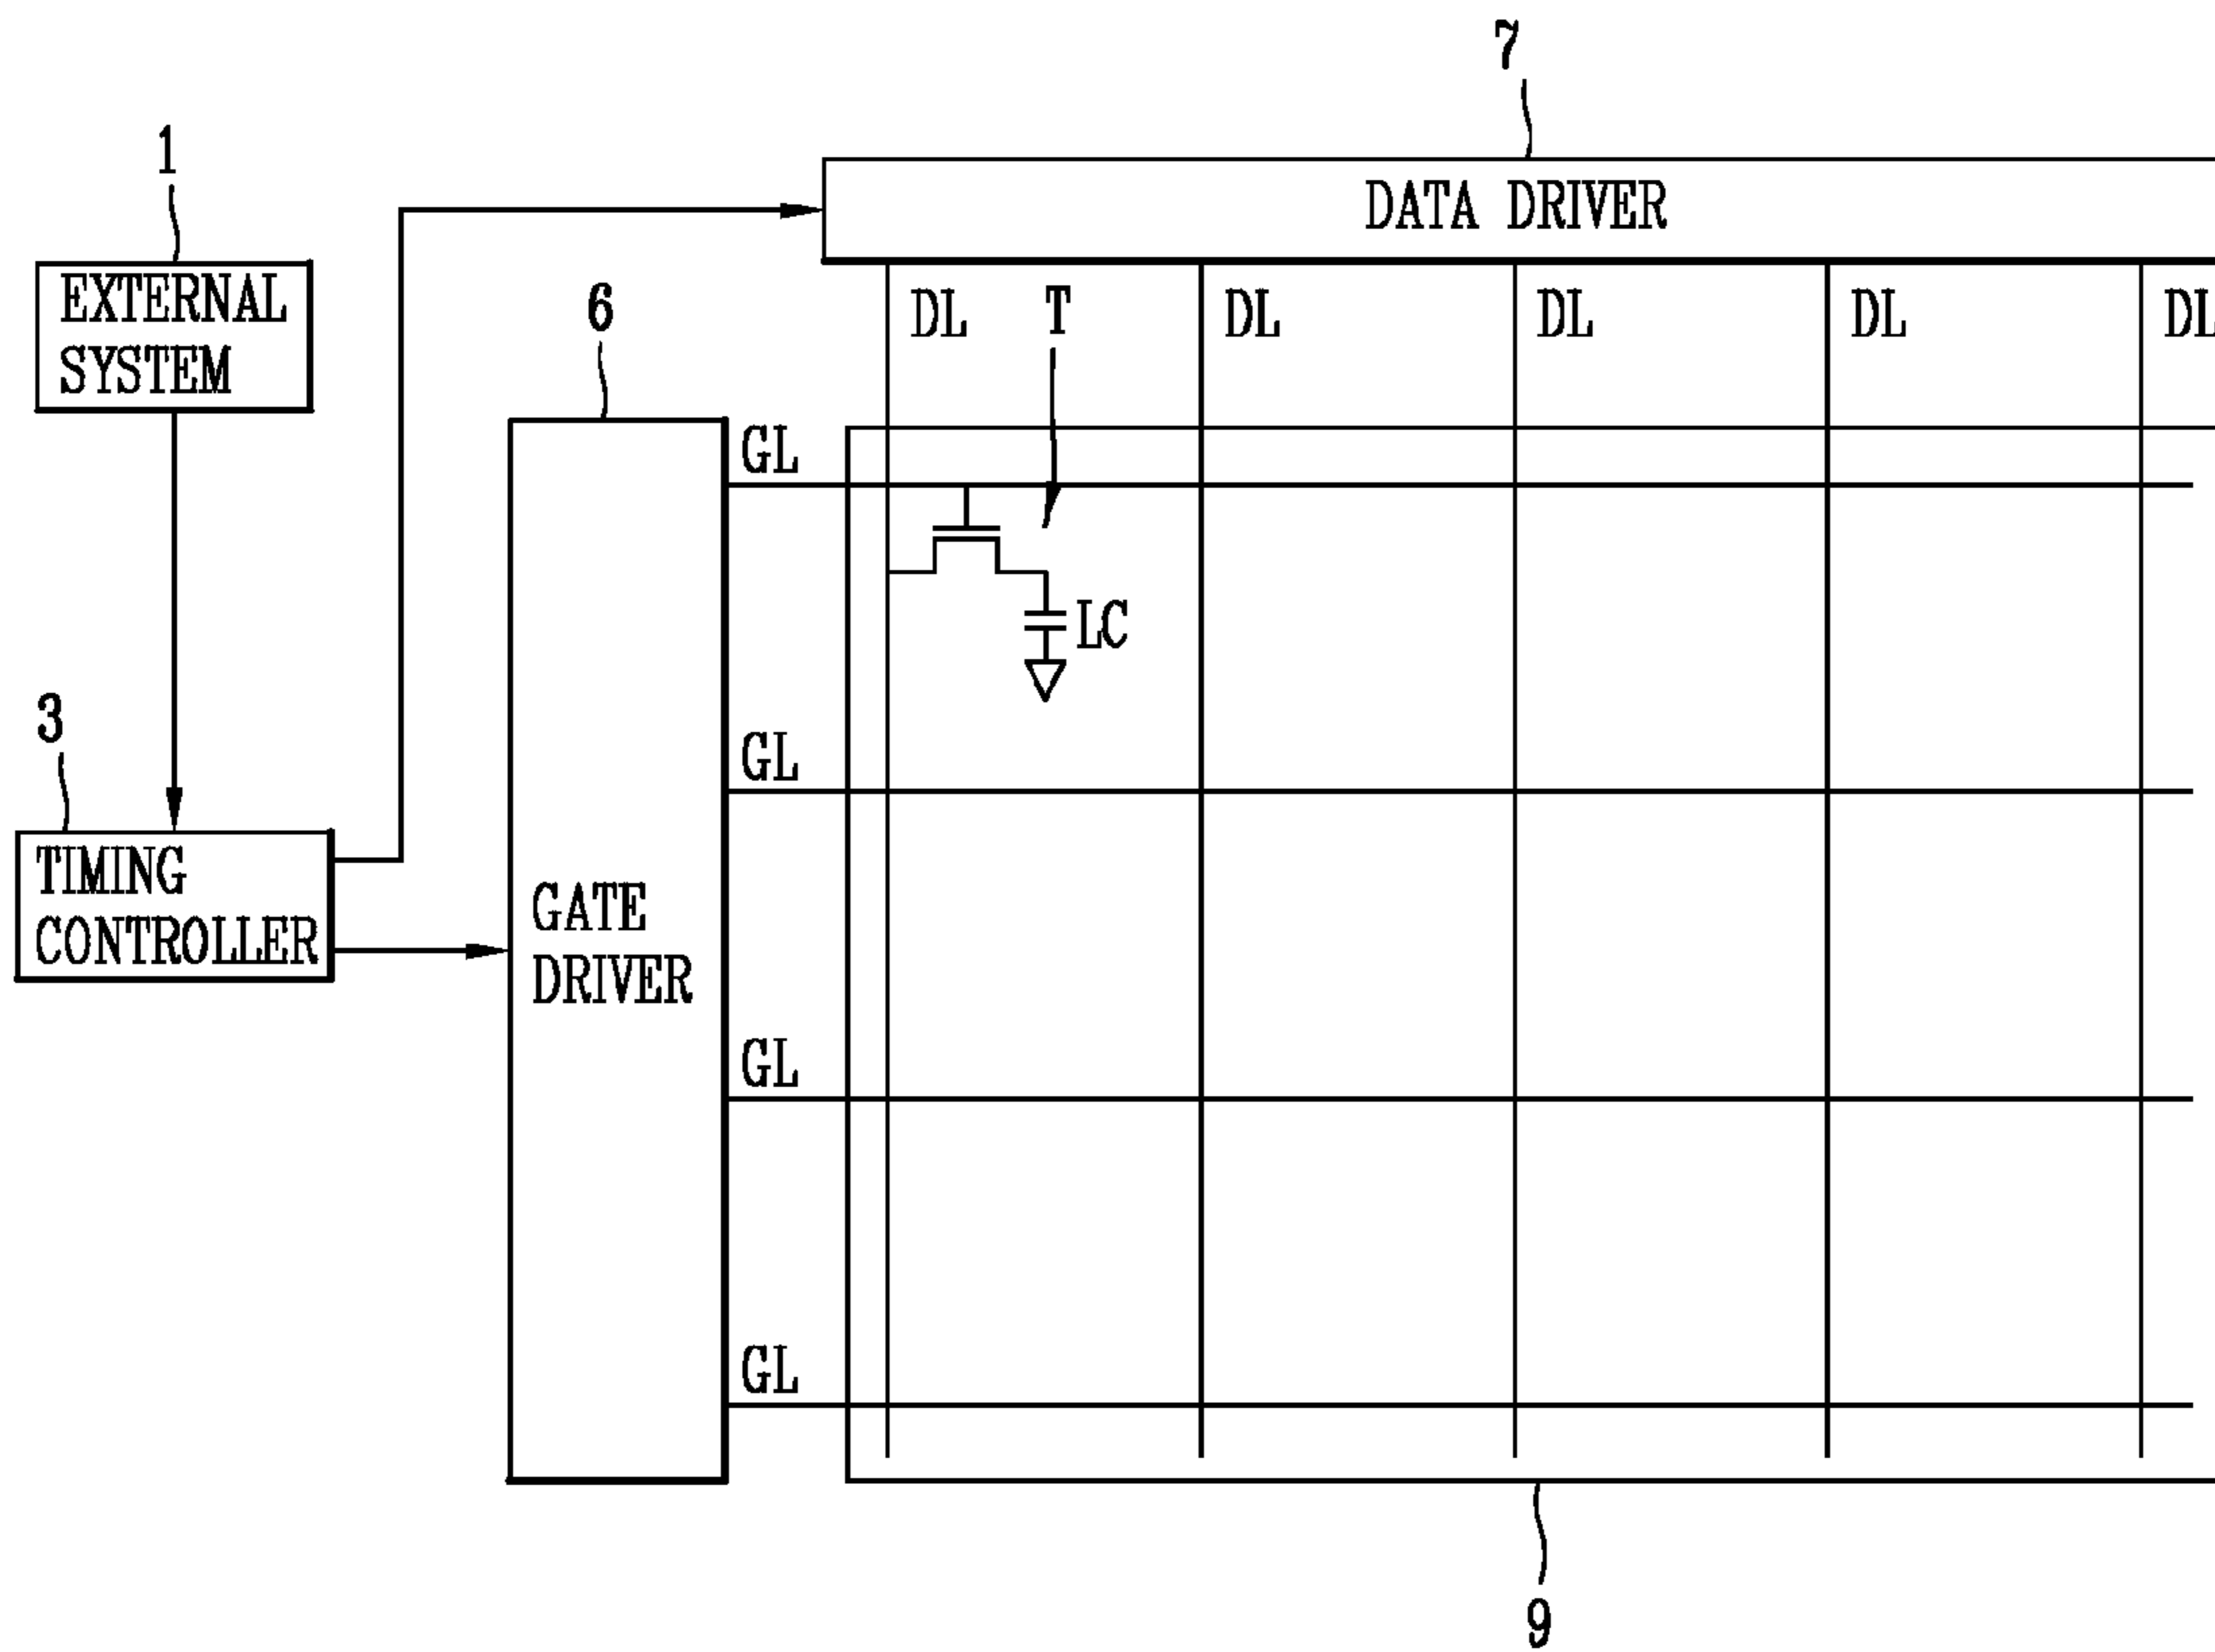 7
1
DATA DRIVER
EXTERNAL
SYSTEM
6
DL T DL DL DL DL
GL
LC
3
GL
TIMING
CONTROLLER
GATE
DRIVER
GL
GL
9